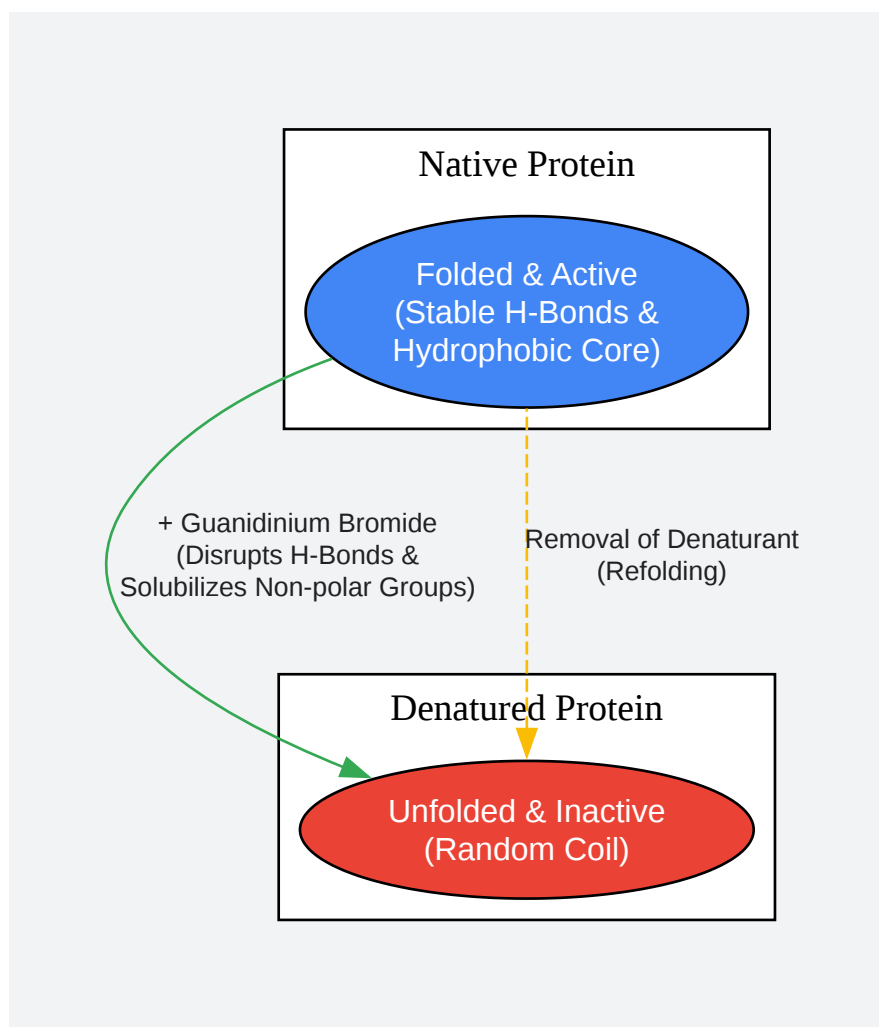 Native Protein
Folded & Active
(Stable H-Bonds &
Hydrophobic Core)
+ Guanidinium Bromide
(Disrupts H-Bonds &
Solubilizes Non-polar Groups)
Removal of Denaturant
(Refolding)
Denatured Protein
Unfolded & Inactive
(Random Coil)